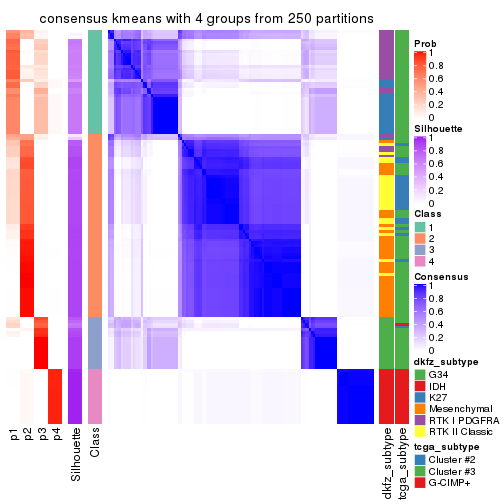 consensus kmeans with 4 groups from 250 partitions
Prob
1
0.8
0.6
0.4
0.2
0
Silhouette
1
0.8
0.6
0.4
0.2
0
Class
1
2
3
4
Consensus
1
0.8
0.6
0.4
0.2
0
dkfz_subtype
G34
IDH
K27
Mesenchymal
RTK I PDGFRA
RTK II Classic
tcga_subtype
Cluster #2
Cluster #3
G-CIMP+
p1
p2
p3
p4
Silhouette
Class
dkfz_subtype
tcga_subtype